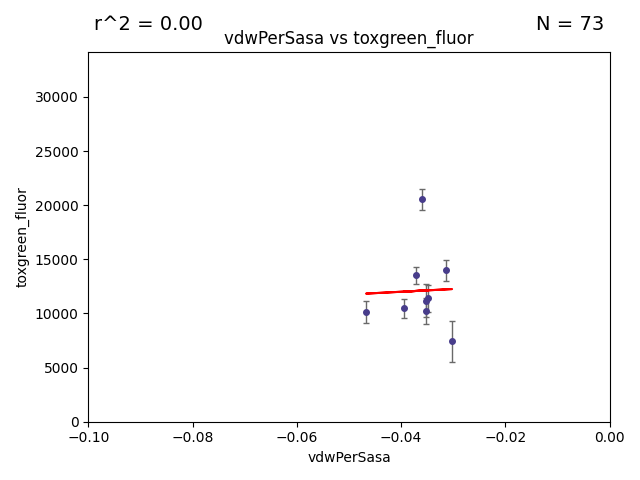 r^2 = 0.00
N = 73
vdwPerSasa vs toxgreen_fluor
toxgreen_fluor
30000
25000
20000
15000
10000
5000
0
−0.10
−0.08
−0.06
−0.04
−0.02
0.00
vdwPerSasa